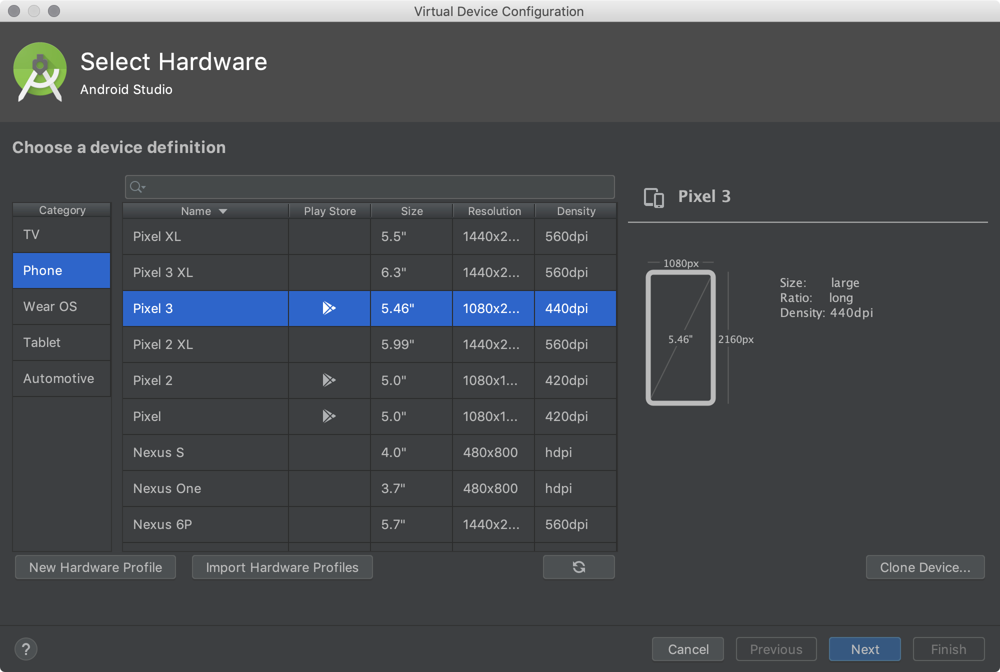 Virtual Device Configuration
Select Hardware
Android Studio
Choose a device definition
Category
TV
Phone
Wear OS
Tablet
Automotive
Name Play Store Size Resolution Density
Pixel XL 5.5" 1440x2... 560dpi
Pixel 3 XL 6.3" 1440x2... 560dpi
Pixel 3 5.46" 1080x2... 440dpi
Pixel 2 XL 5.99" 1440x2... 560dpi
Pixel 2 5.0" 1080x1... 420dpi
Pixel 5.0" 1080x1... 420dpi
Nexus S 4.0" 480x800 hdpi
Nexus One 3.7" 480x800 hdpi
Nexus 6P 5.7" 1440x2... 560dpi
Pixel 3
1080px
5.46"
2160px
Size: large
Ratio: long
Density: 440dpi
New Hardware Profile
Import Hardware Profiles
Clone Device...
?
Cancel
Previous
Next
Finish